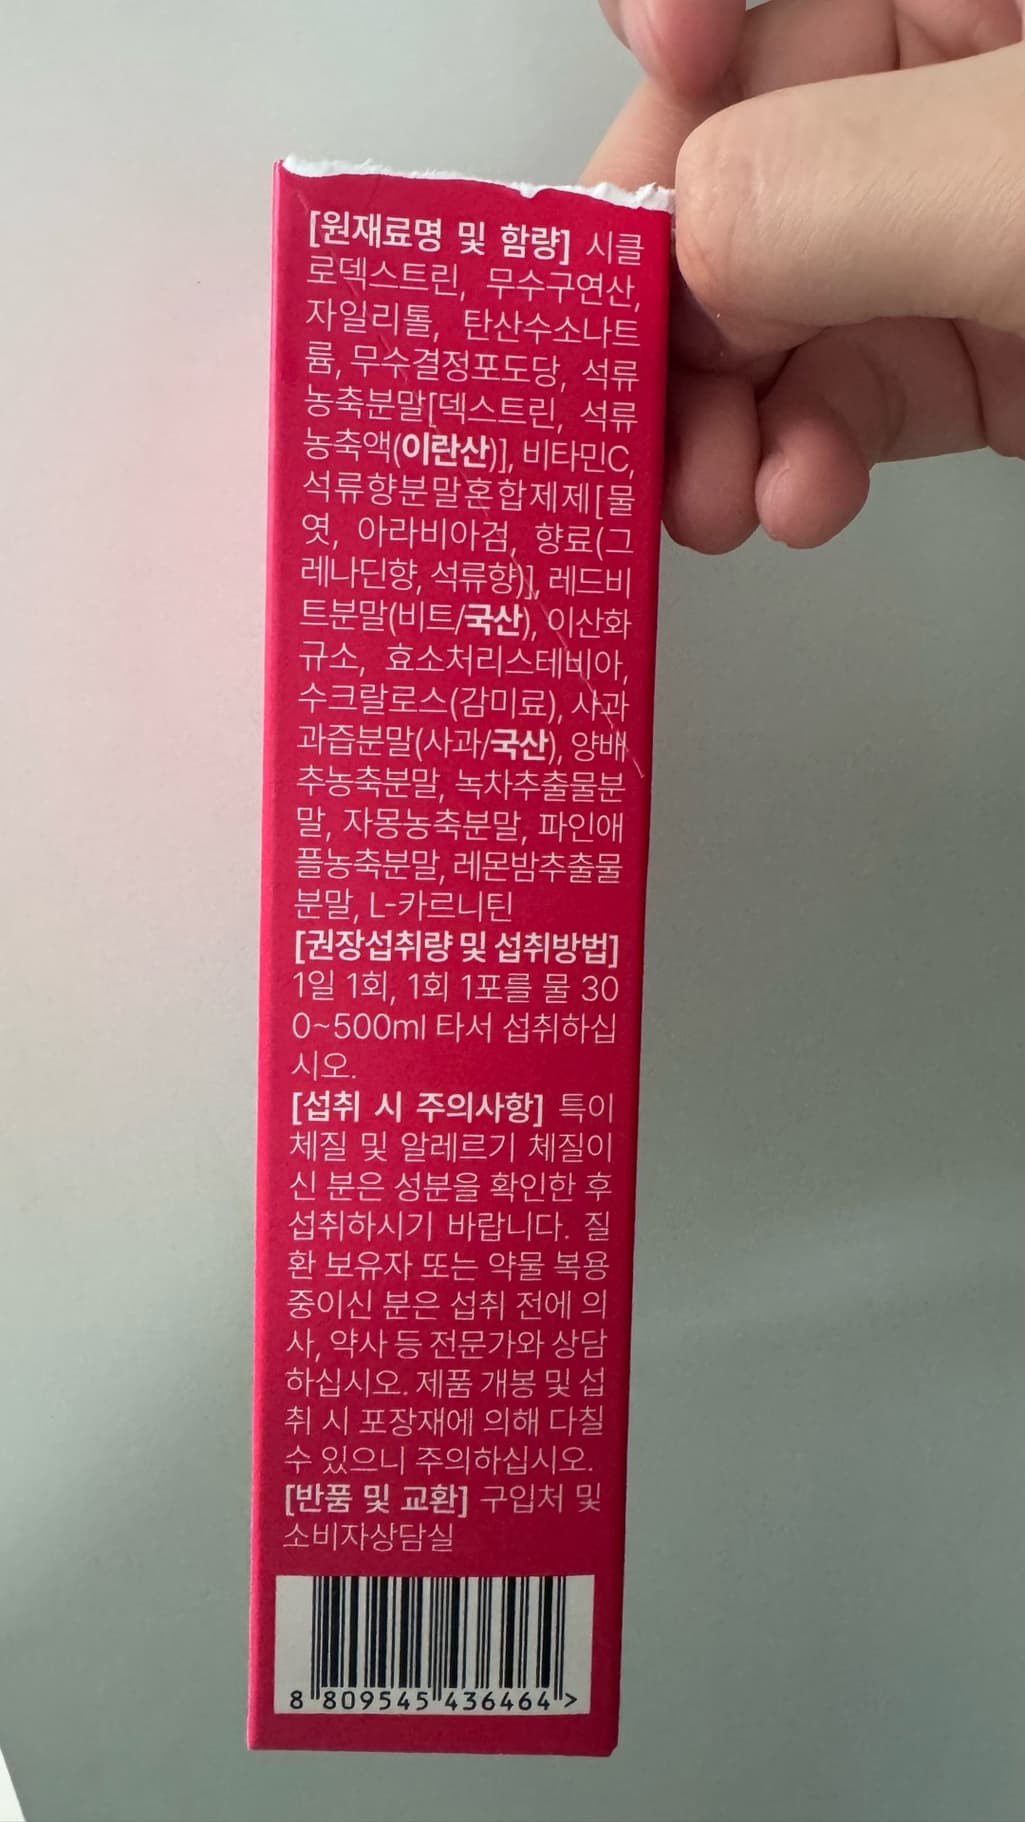 [원재료명 및 함량] 시클
로덱스트린, 무수구연산,
자일리톨, 탄산수소나트
륨, 무수결정포도당, 석류
농축분말[덱스트린, 석류
농축액(이란산)], 비타민C,
석류향분말혼합제제[물
엿, 아라비아검, 향료(그
레나딘향, 석류향)], 레드비
트분말(비트/국산), 이산화
규소, 효소처리스테비아,
수크랄로스(감미료), 사과
과즙분말(사과/국산), 양배
추농축분말, 녹차추출물분
말, 자몽농축분말, 파인애
플농축분말, 레몬밤추출물
분말, L-카르니틴
[권장섭취량 및 섭취방법]
1일 1회, 1회 1포를 물 30
0~500ml 타서 섭취하십
시오.
[섭취 시 주의사항] 특이
체질 및 알레르기 체질이
신 분은 성분을 확인한 후
섭취하시기 바랍니다. 질
환 보유자 또는 약물 복용
중이신 분은 섭취 전에 의
사, 약사 등 전문가와 상담
하십시오. 제품 개봉 및 섭
취 시 포장재에 의해 다칠
수 있으니 주의하십시오.
[반품 및 교환] 구입처 및
소비자상담실
8 809545 436464 >